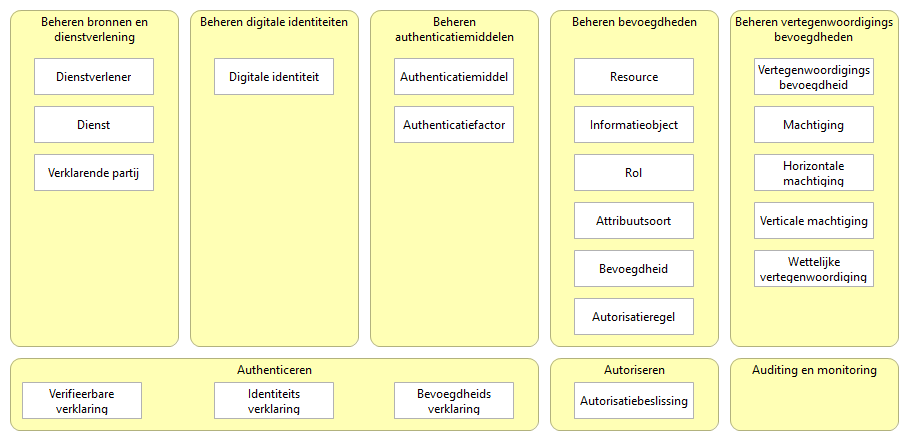 Beheren bronnen en
dienstverlening
Dienstverlener
Dienst
Verklarende partij
Beheren digitale identiteiten
Digitale identiteit
Beheren
authenticatiemiddelen
Authenticatiemiddel
Authenticatiefactor
Beheren bevoegdheden
Resource
Informatieobject
Rol
Attribuutsoort
Bevoegdheid
Autorisatieregel
Beheren vertegenwoordigings
bevoegdheden
Vertegenwoordigings
bevoegdheid
Machtiging
Horizontale
machtiging
Verticale machtiging
Wettelijke
vertegenwoordiging
Authenticeren
Verifieerbare
verklaring
Identiteits
verklaring
Bevoegdheids
verklaring
Autoriseren
Autorisatiebeslissing
Auditing en monitoring